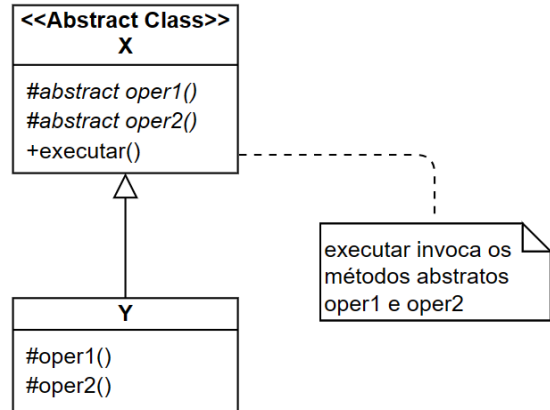 <<Abstract Class>>
X
#abstract oper1()
#abstract oper2()
+executar()
executar invoca os
métodos abstratos
oper1 e oper2
Y
#oper1()
#oper2()